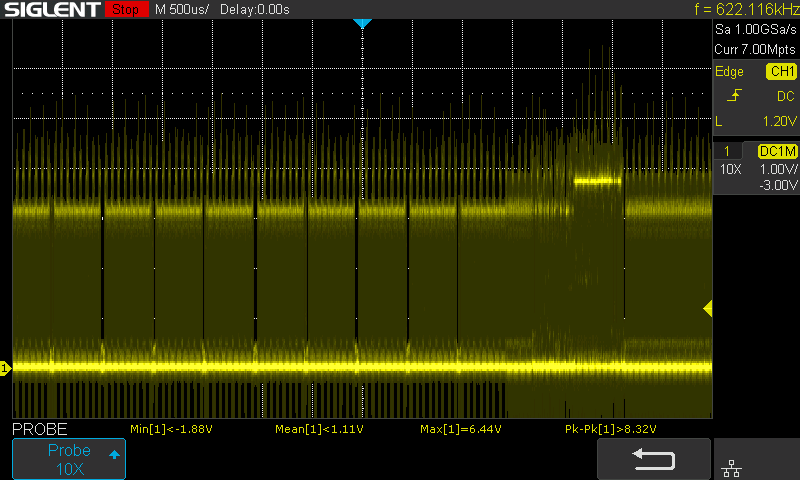 SIGLENT Stop M 500us/ Delay:0.00s f = 622.116kHz
Sa 1.00GSa/s
Curr 7.00Mpts
Edge CH1
DC
L 1.20V
1 DC1M
10X 1.00V/
-3.00V
1
PROBE Min[1]<-1.88V Mean[1]<1.11V Max[1]=6.44V Pk-Pk[1]>8.32V
Probe
10X